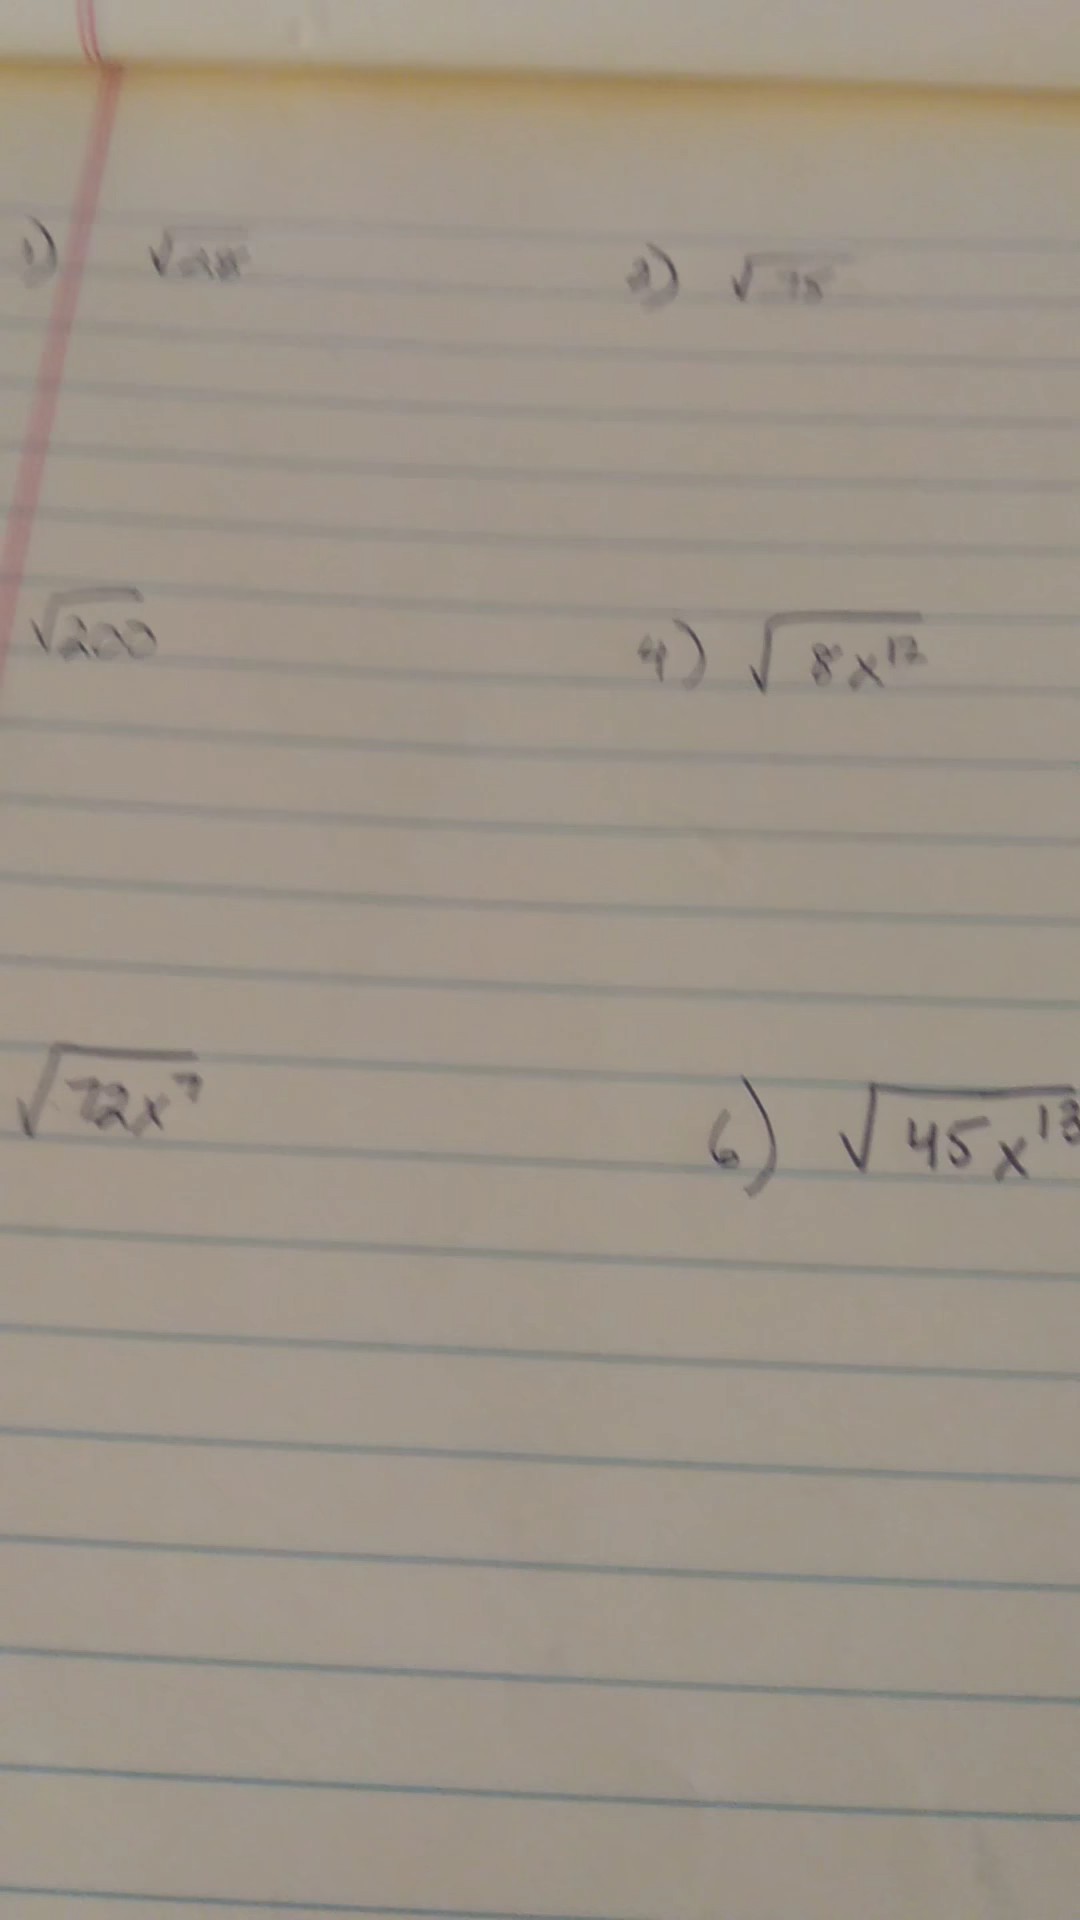 1) √28 2) √75
√200 4) √8x¹²
√72x⁷ 6) √45x¹³